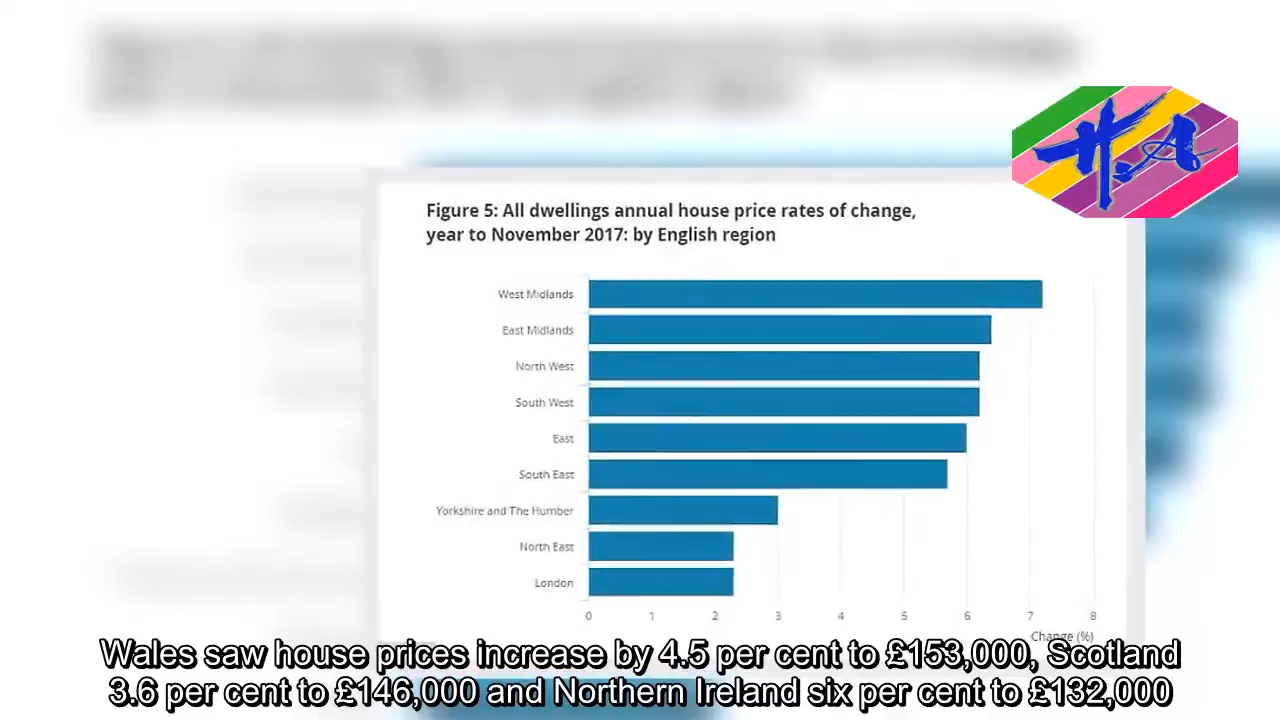 H.A
Figure 5: All dwellings annual house price rates of change,
year to November 2017: by English region
West Midlands
East Midlands
North West
South West
East
South East
Yorkshire and The Humber
North East
London
0 1 2 3 4 5 6 7 8
Change (%)
Wales saw house prices increase by 4.5 per cent to £153,000, Scotland
3.6 per cent to £146,000 and Northern Ireland six per cent to £132,000